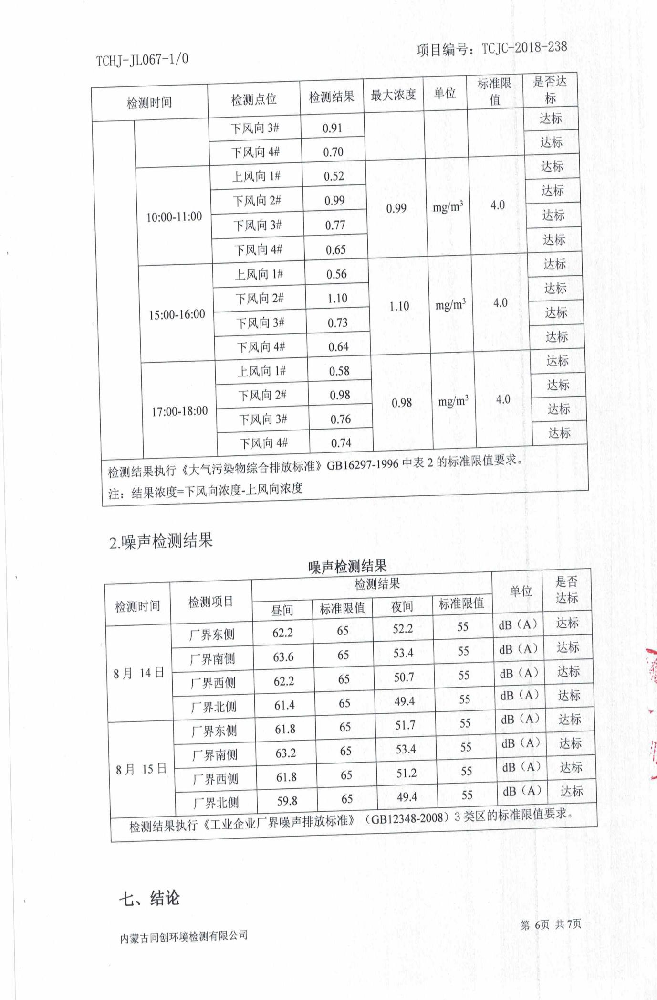 TCHJ-JL067-1/0
项目编号：TCJC-2018-238
检测时间 检测点位 检测结果 最大浓度 单位 标准限值 是否达标
下风向 3# 0.91 达标
下风向 4# 0.70 达标
10:00-11:00 上风向 1# 0.52 0.99 mg/m³ 4.0 达标
下风向 2# 0.99 达标
下风向 3# 0.77 达标
下风向 4# 0.65 达标
15:00-16:00 上风向 1# 0.56 1.10 mg/m³ 4.0 达标
下风向 2# 1.10 达标
下风向 3# 0.73 达标
下风向 4# 0.64 达标
17:00-18:00 上风向 1# 0.58 0.98 mg/m³ 4.0 达标
下风向 2# 0.98 达标
下风向 3# 0.76 达标
下风向 4# 0.74 达标
检测结果执行《大气污染物综合排放标准》GB16297-1996 中表 2 的标准限值要求。
注：结果浓度=下风向浓度-上风向浓度
2.噪声检测结果
噪声检测结果
检测时间 检测项目 检测结果 单位 是否达标
昼间 标准限值 夜间 标准限值
8 月 14 日 厂界东侧 62.2 65 52.2 55 dB（A） 达标
厂界南侧 63.6 65 53.4 55 dB（A） 达标
厂界西侧 62.2 65 50.7 55 dB（A） 达标
厂界北侧 61.4 65 49.4 55 dB（A） 达标
8 月 15 日 厂界东侧 61.8 65 51.7 55 dB（A） 达标
厂界南侧 63.2 65 53.4 55 dB（A） 达标
厂界西侧 61.8 65 51.2 55 dB（A） 达标
厂界北侧 59.8 65 49.4 55 dB（A） 达标
检测结果执行《工业企业厂界噪声排放标准》（GB12348-2008）3 类区的标准限值要求。
七、结论
内蒙古同创环境检测有限公司
第 6页 共 7页